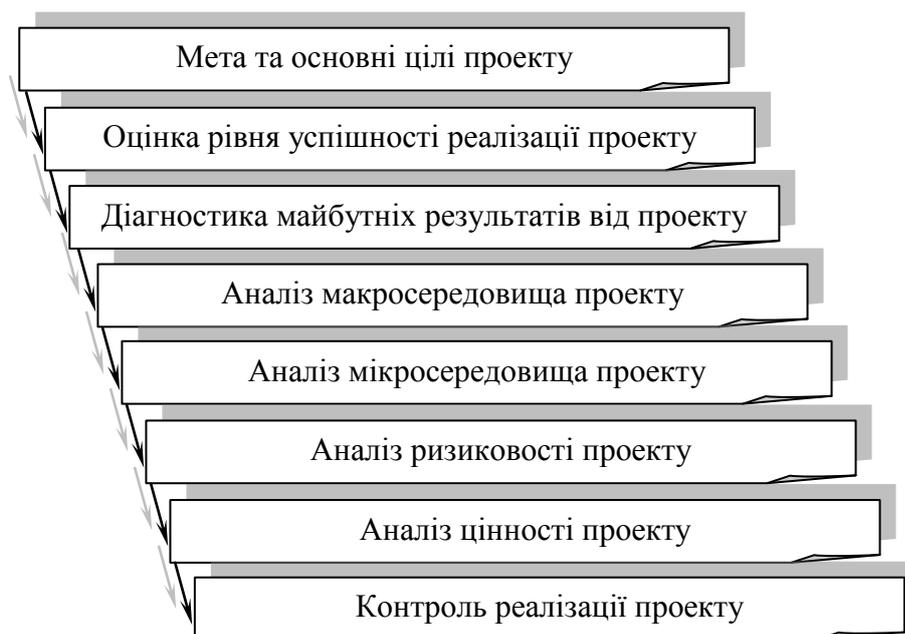 Мета та основні цілі проекту
Оцінка рівня успішності реалізації проекту
Діагностика майбутніх результатів від проекту
Аналіз макросередовища проекту
Аналіз мікросередовища проекту
Аналіз ризиковості проекту
Аналіз цінності проекту
Контроль реалізації проекту